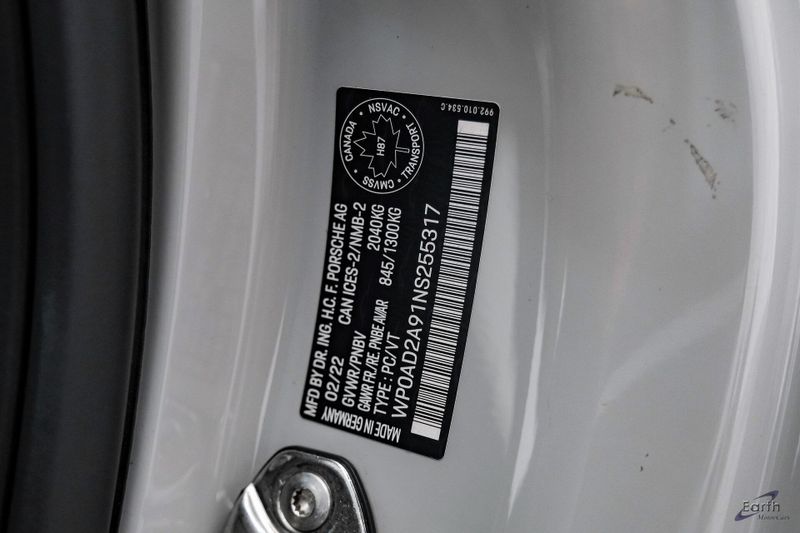 992.010.534.C
NSVAC
CANADA
TRANSPORT
CMVSS
H87
MFD BY DR. ING. H.C. F. PORSCHE AG
02/22 CAN ICES-2/NMB-2
GVWR/PNBV 2040KG
GAWR FR./RE. PNBE AVAR 845/1300KG
TYPE: PC/VT
WP0AD2A91NS255317
MADE IN GERMANY
Earth
MotorCars